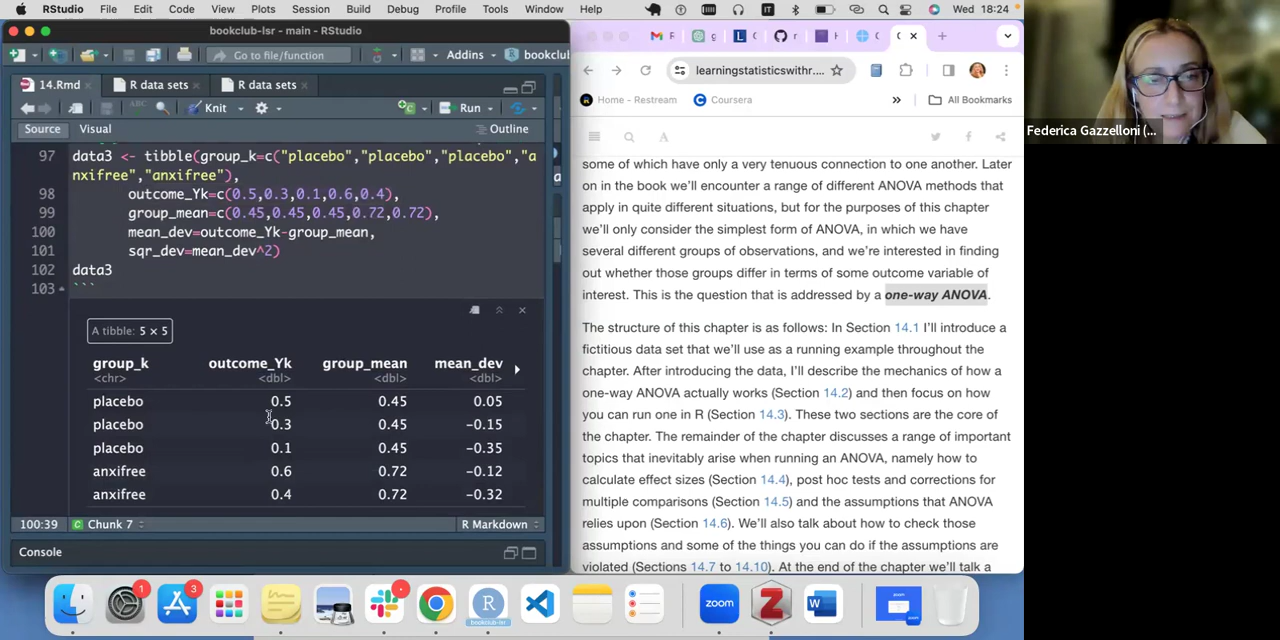 RStudio File Edit Code View Plots Session Build Debug Profile Tools Window Help Wed 18:24
bookclub-lsr - main - RStudio
Go to file/function Addins bookclu
14.Rmd R data sets R data sets
Knit Run
Source Visual Outline
97 data3 <- tibble(group_k=c("placebo","placebo","placebo","a
nxifree","anxifree"),
98 outcome_Yk=c(0.5,0.3,0.1,0.6,0.4),
99 group_mean=c(0.45,0.45,0.45,0.72,0.72),
100 mean_dev=outcome_Yk-group_mean,
101 sqr_dev=mean_dev^2)
102 data3
103 ```
A tibble: 5 × 5
group_k outcome_Yk group_mean mean_dev
<chr> <dbl> <dbl> <dbl>
placebo 0.5 0.45 0.05
placebo 0.3 0.45 -0.15
placebo 0.1 0.45 -0.35
anxifree 0.6 0.72 -0.12
anxifree 0.4 0.72 -0.32
100:39 Chunk 7 R Markdown
Console
learningstatisticswithr....
Home - Restream Coursera » All Bookmarks
some of which have only a very tenuous connection to one another. Later
on in the book we'll encounter a range of different ANOVA methods that
apply in quite different situations, but for the purposes of this chapter
we'll only consider the simplest form of ANOVA, in which we have
several different groups of observations, and we're interested in finding
out whether those groups differ in terms of some outcome variable of
interest. This is the question that is addressed by a one-way ANOVA.
The structure of this chapter is as follows: In Section 14.1 I'll introduce a
fictitious data set that we'll use as a running example throughout the
chapter. After introducing the data, I'll describe the mechanics of how a
one-way ANOVA actually works (Section 14.2) and then focus on how
you can run one in R (Section 14.3). These two sections are the core of
the chapter. The remainder of the chapter discusses a range of important
topics that inevitably arise when running an ANOVA, namely how to
calculate effect sizes (Section 14.4), post hoc tests and corrections for
multiple comparisons (Section 14.5) and the assumptions that ANOVA
relies upon (Section 14.6). We'll also talk about how to check those
assumptions and some of the things you can do if the assumptions are
violated (Sections 14.7 to 14.10). At the end of the chapter we'll talk a
Federica Gazzelloni (...
1
3
zoom